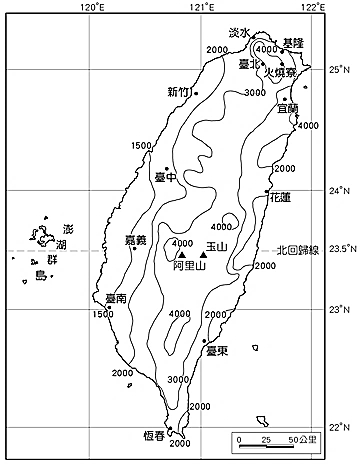 120°E
121°E
122°E
淡水
基隆
2000
4000
臺北
火燒寮
25°N
3000
新竹
宜蘭
4000
1500
2000
臺中
24°N
花蓮
4000
澎湖群島
嘉義
4000
玉山
北回歸線
23.5°N
阿里山
2000
臺南
1500
23°N
4000
臺東
2000
3000
2000
恆春
2000
22°N
0 25 50公里